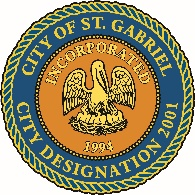 CITY OF ST. GABRIEL
INCORPORATED
1994
CITY DESIGNATION 2001